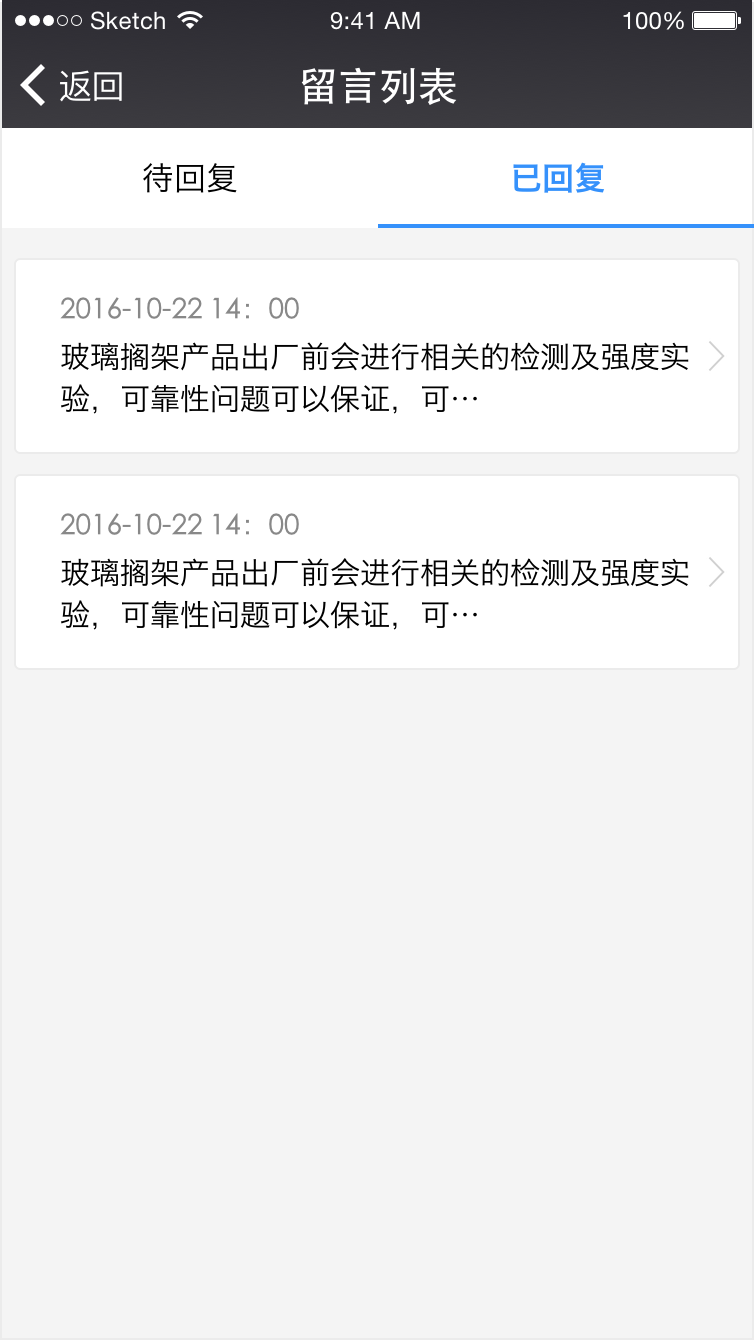 Sketch 9:41 AM 100%
返回 留言列表
待回复 已回复
2016-10-22 14：00
玻璃搁架产品出厂前会进行相关的检测及强度实
验，可靠性问题可以保证，可…
2016-10-22 14：00
玻璃搁架产品出厂前会进行相关的检测及强度实
验，可靠性问题可以保证，可…